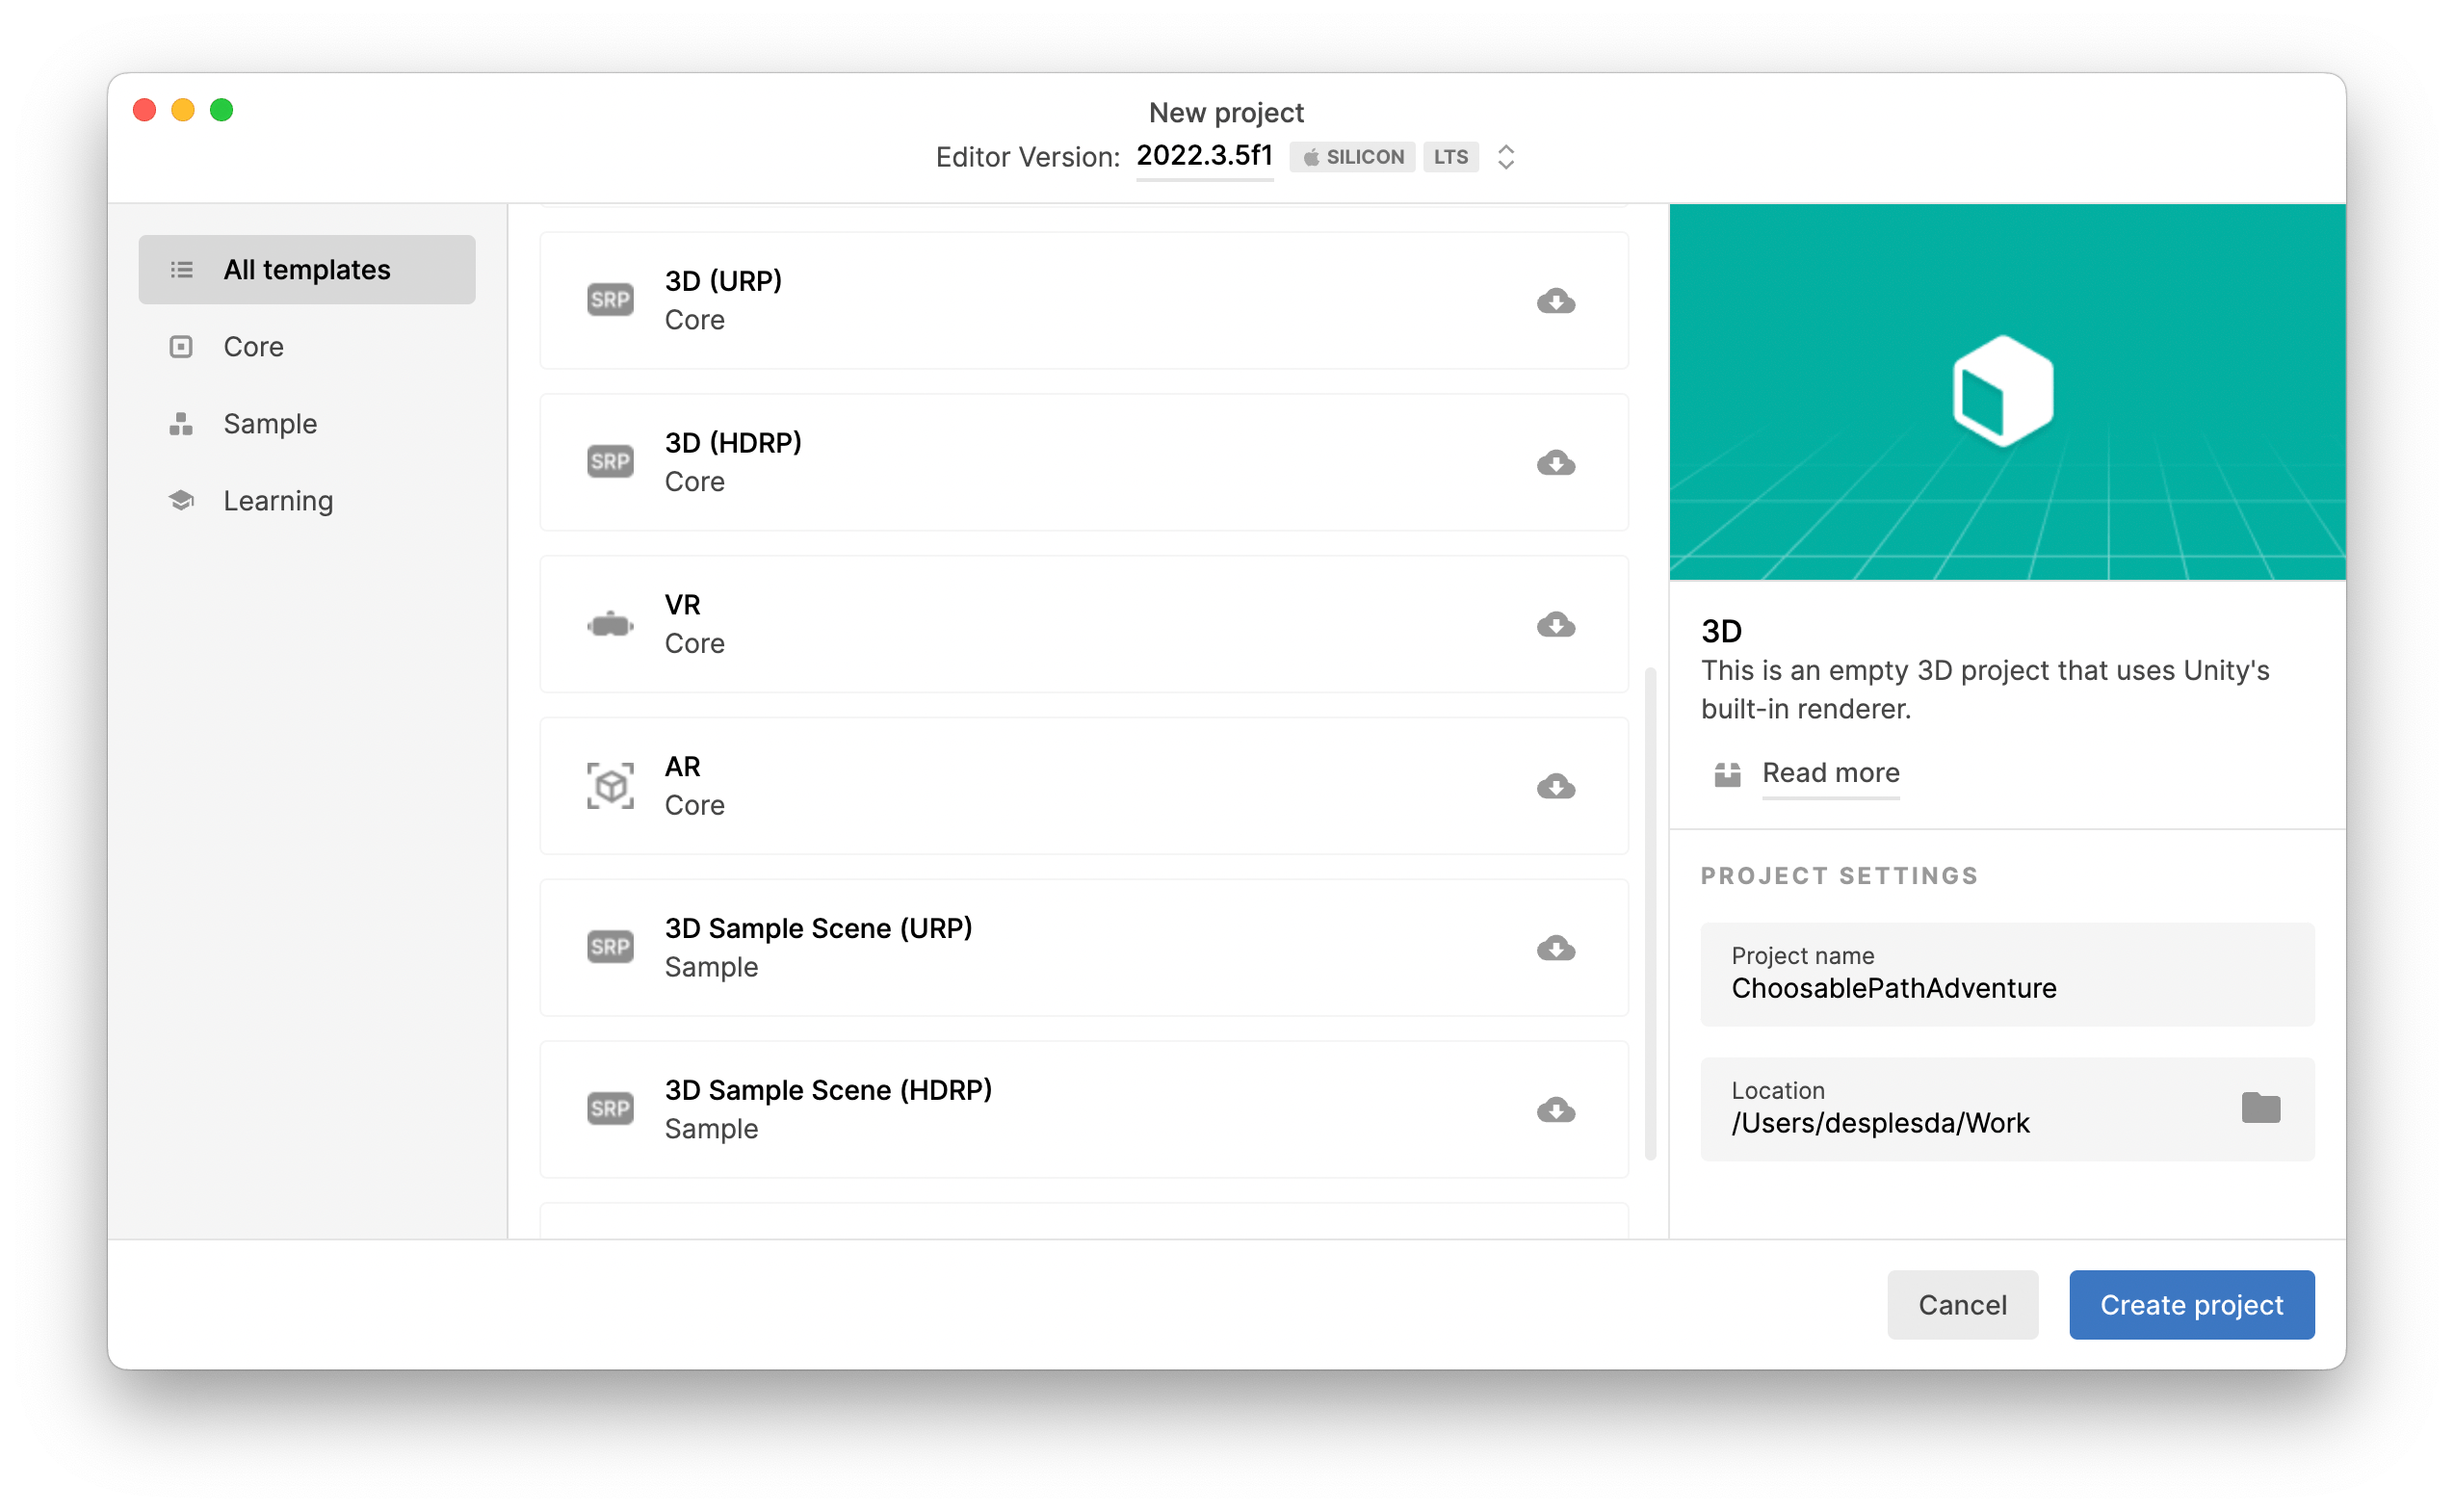 New project
Editor Version: 2022.3.5f1 SILICON LTS
All templates
Core
Sample
Learning
SRP
3D (URP)
Core
SRP
3D (HDRP)
Core
VR
Core
AR
Core
SRP
3D Sample Scene (URP)
Sample
SRP
3D Sample Scene (HDRP)
Sample
3D
This is an empty 3D project that uses Unity's
built-in renderer.
Read more
PROJECT SETTINGS
Project name
ChoosablePathAdventure
Location
/Users/desplesda/Work
Cancel
Create project